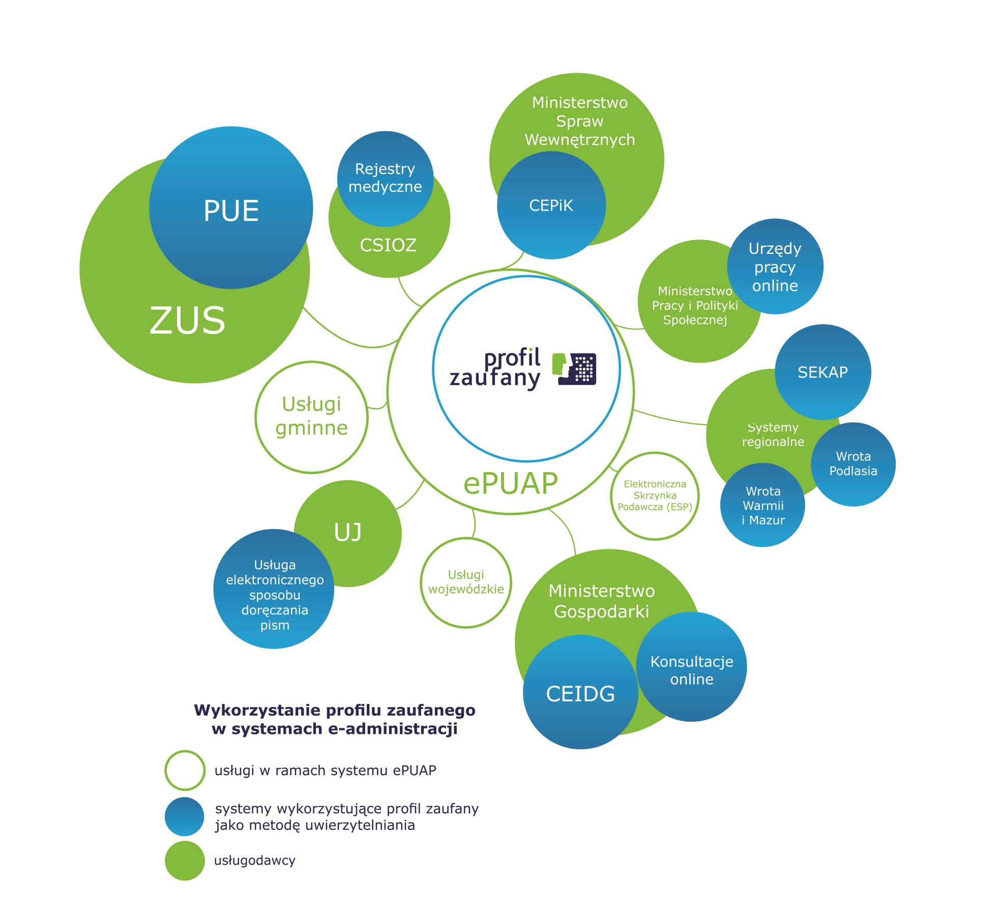 Ministerstwo
Spraw
Wewnętrznych
CEPiK
Rejestry
medyczne
CSIOZ
PUE
ZUS
Urzędy
pracy
online
Ministerstwo
Pracy i Polityki
Społecznej
SEKAP
Systemy
regionalne
Wrota
Podlasia
Wrota
Warmii
i Mazur
profil
zaufany
ePUAP
Usługi
gminne
Elektroniczna
Skrzynka
Podawcza (ESP)
UJ
Usługa
elektronicznego
sposobu
doręczania
pism
Usługi
wojewódzkie
Ministerstwo
Gospodarki
CEIDG
Konsultacje
online
Wykorzystanie profilu zaufanego
w systemach e-administracji
usługi w ramach systemu ePUAP
systemy wykorzystujące profil zaufany
jako metodę uwierzytelniania
usługodawcy